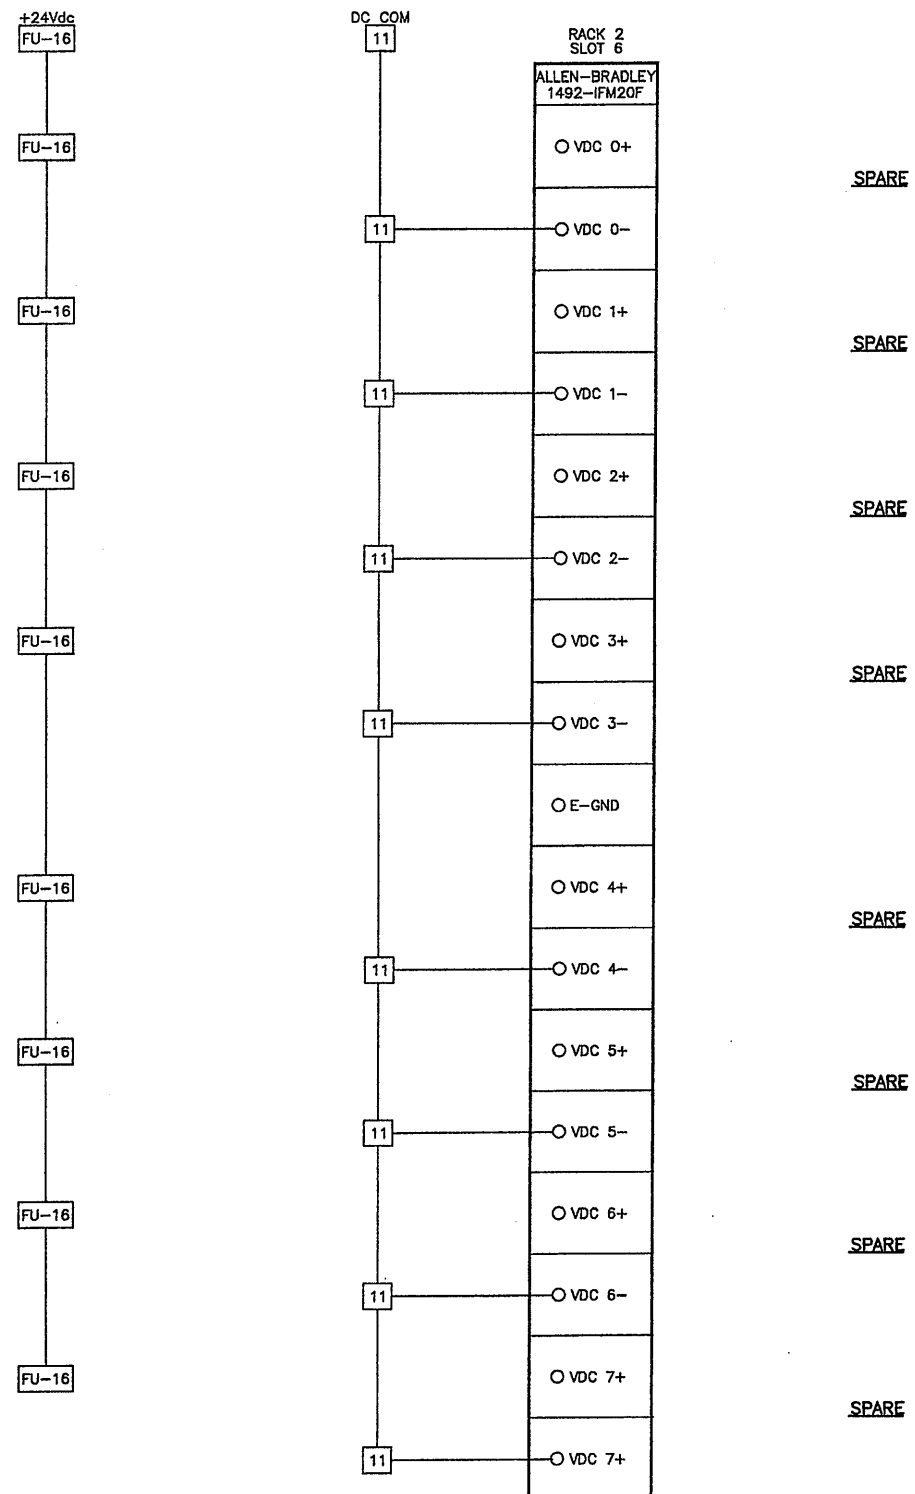 +24Vdc DC COM
FU-16 11 RACK 2
SLOT 6
ALLEN-BRADLEY
1492-IFM20F
FU-16 VDC 0+
SPARE
11 VDC 0-
FU-16 VDC 1+
SPARE
11 VDC 1-
FU-16 VDC 2+
SPARE
11 VDC 2-
FU-16 VDC 3+
SPARE
11 VDC 3-
E-GND
FU-16 VDC 4+
SPARE
11 VDC 4-
FU-16 VDC 5+
SPARE
11 VDC 5-
FU-16 VDC 6+
SPARE
11 VDC 6-
FU-16 VDC 7+
SPARE
11 VDC 7+